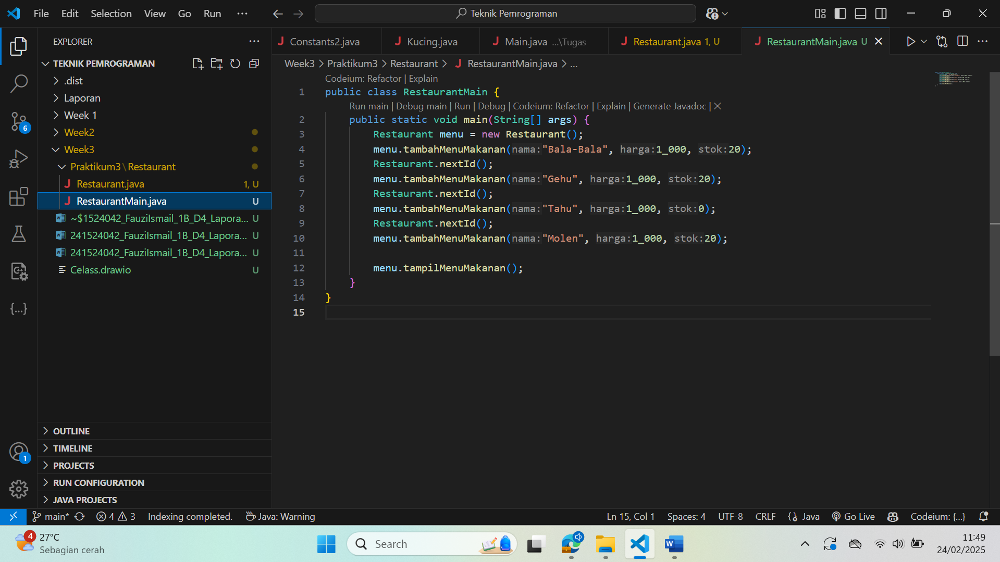 File Edit Selection View Go Run ···
Teknik Pemrograman
EXPLORER
TEKNIK PEMROGRAMAN
.dist
Laporan
Week 1
Week2
Week3
Praktikum3\Restaurant
Restaurant.java 1, U
RestaurantMain.java U
~$1524042_FauziIsmail_1B_D4_Lapora... U
241524042_FauziIsmail_1B_D4_Lapora... U
241524042_FauziIsmail_1B_D4_Lapora... U
Celass.drawio U
OUTLINE
TIMELINE
PROJECTS
RUN CONFIGURATION
JAVA PROJECTS
6
1
Constants2.java Kucing.java Main.java ...\Tugas Restaurant.java 1, U RestaurantMain.java U
Week3 > Praktikum3 > Restaurant > RestaurantMain.java > ...
Codeium: Refactor | Explain
1 public class RestaurantMain {
Run main | Debug main | Run | Debug | Codeium: Refactor | Explain | Generate Javadoc | X
2 public static void main(String[] args) {
3 Restaurant menu = new Restaurant();
4 menu.tambahMenuMakanan(nama:"Bala-Bala", harga:1_000, stok:20);
5 Restaurant.nextId();
6 menu.tambahMenuMakanan(nama:"Gehu", harga:1_000, stok:20);
7 Restaurant.nextId();
8 menu.tambahMenuMakanan(nama:"Tahu", harga:1_000, stok:0);
9 Restaurant.nextId();
10 menu.tambahMenuMakanan(nama:"Molen", harga:1_000, stok:20);
11
12 menu.tampilMenuMakanan();
13 }
14 }
15
main* 4 3 Indexing completed. Java: Warning Ln 15, Col 1 Spaces: 4 UTF-8 CRLF Java Go Live Codeium: {...}
4 27°C
Sebagian cerah
Search
11:49
24/02/2025